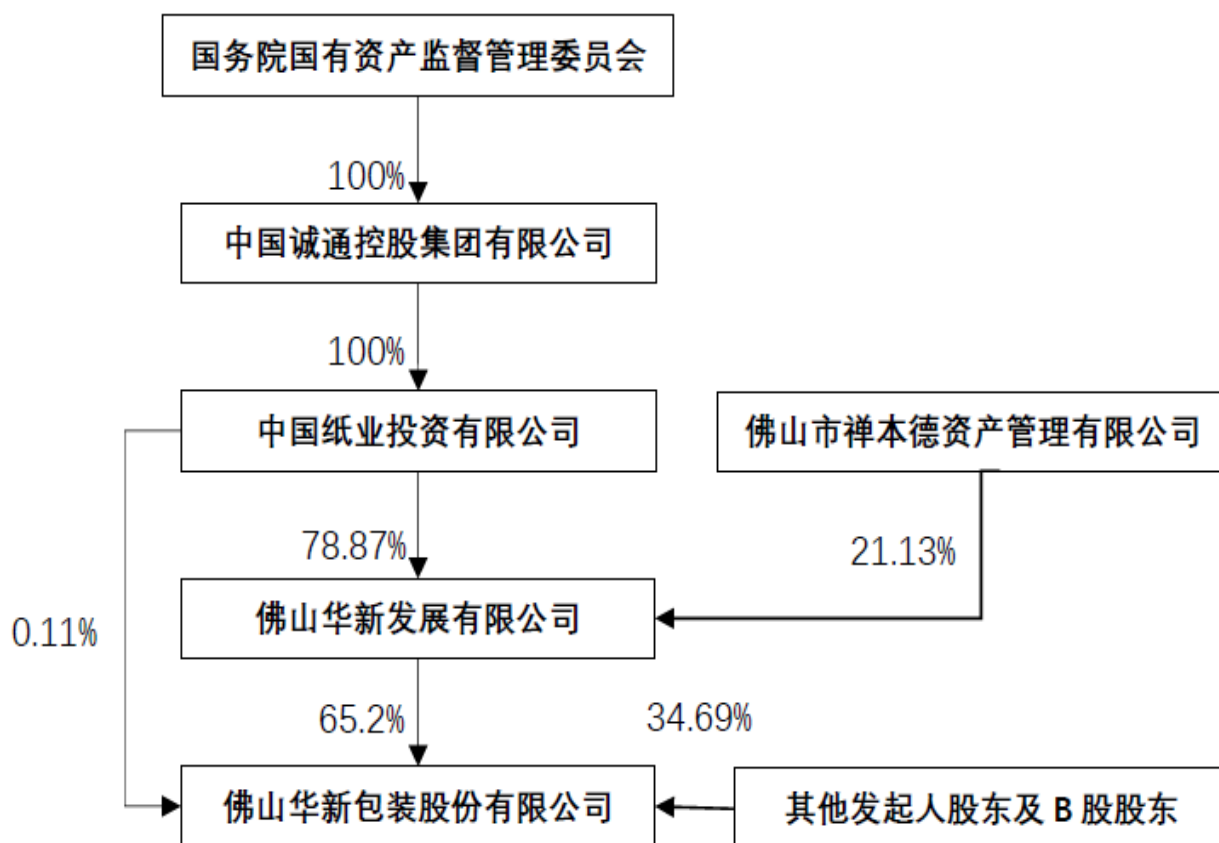 国务院国有资产监督管理委员会
100%
中国诚通控股集团有限公司
100%
中国纸业投资有限公司
佛山市禅本德资产管理有限公司
78.87%
21.13%
佛山华新发展有限公司
0.11%
65.2%
34.69%
佛山华新包装股份有限公司
其他发起人股东及 B 股股东